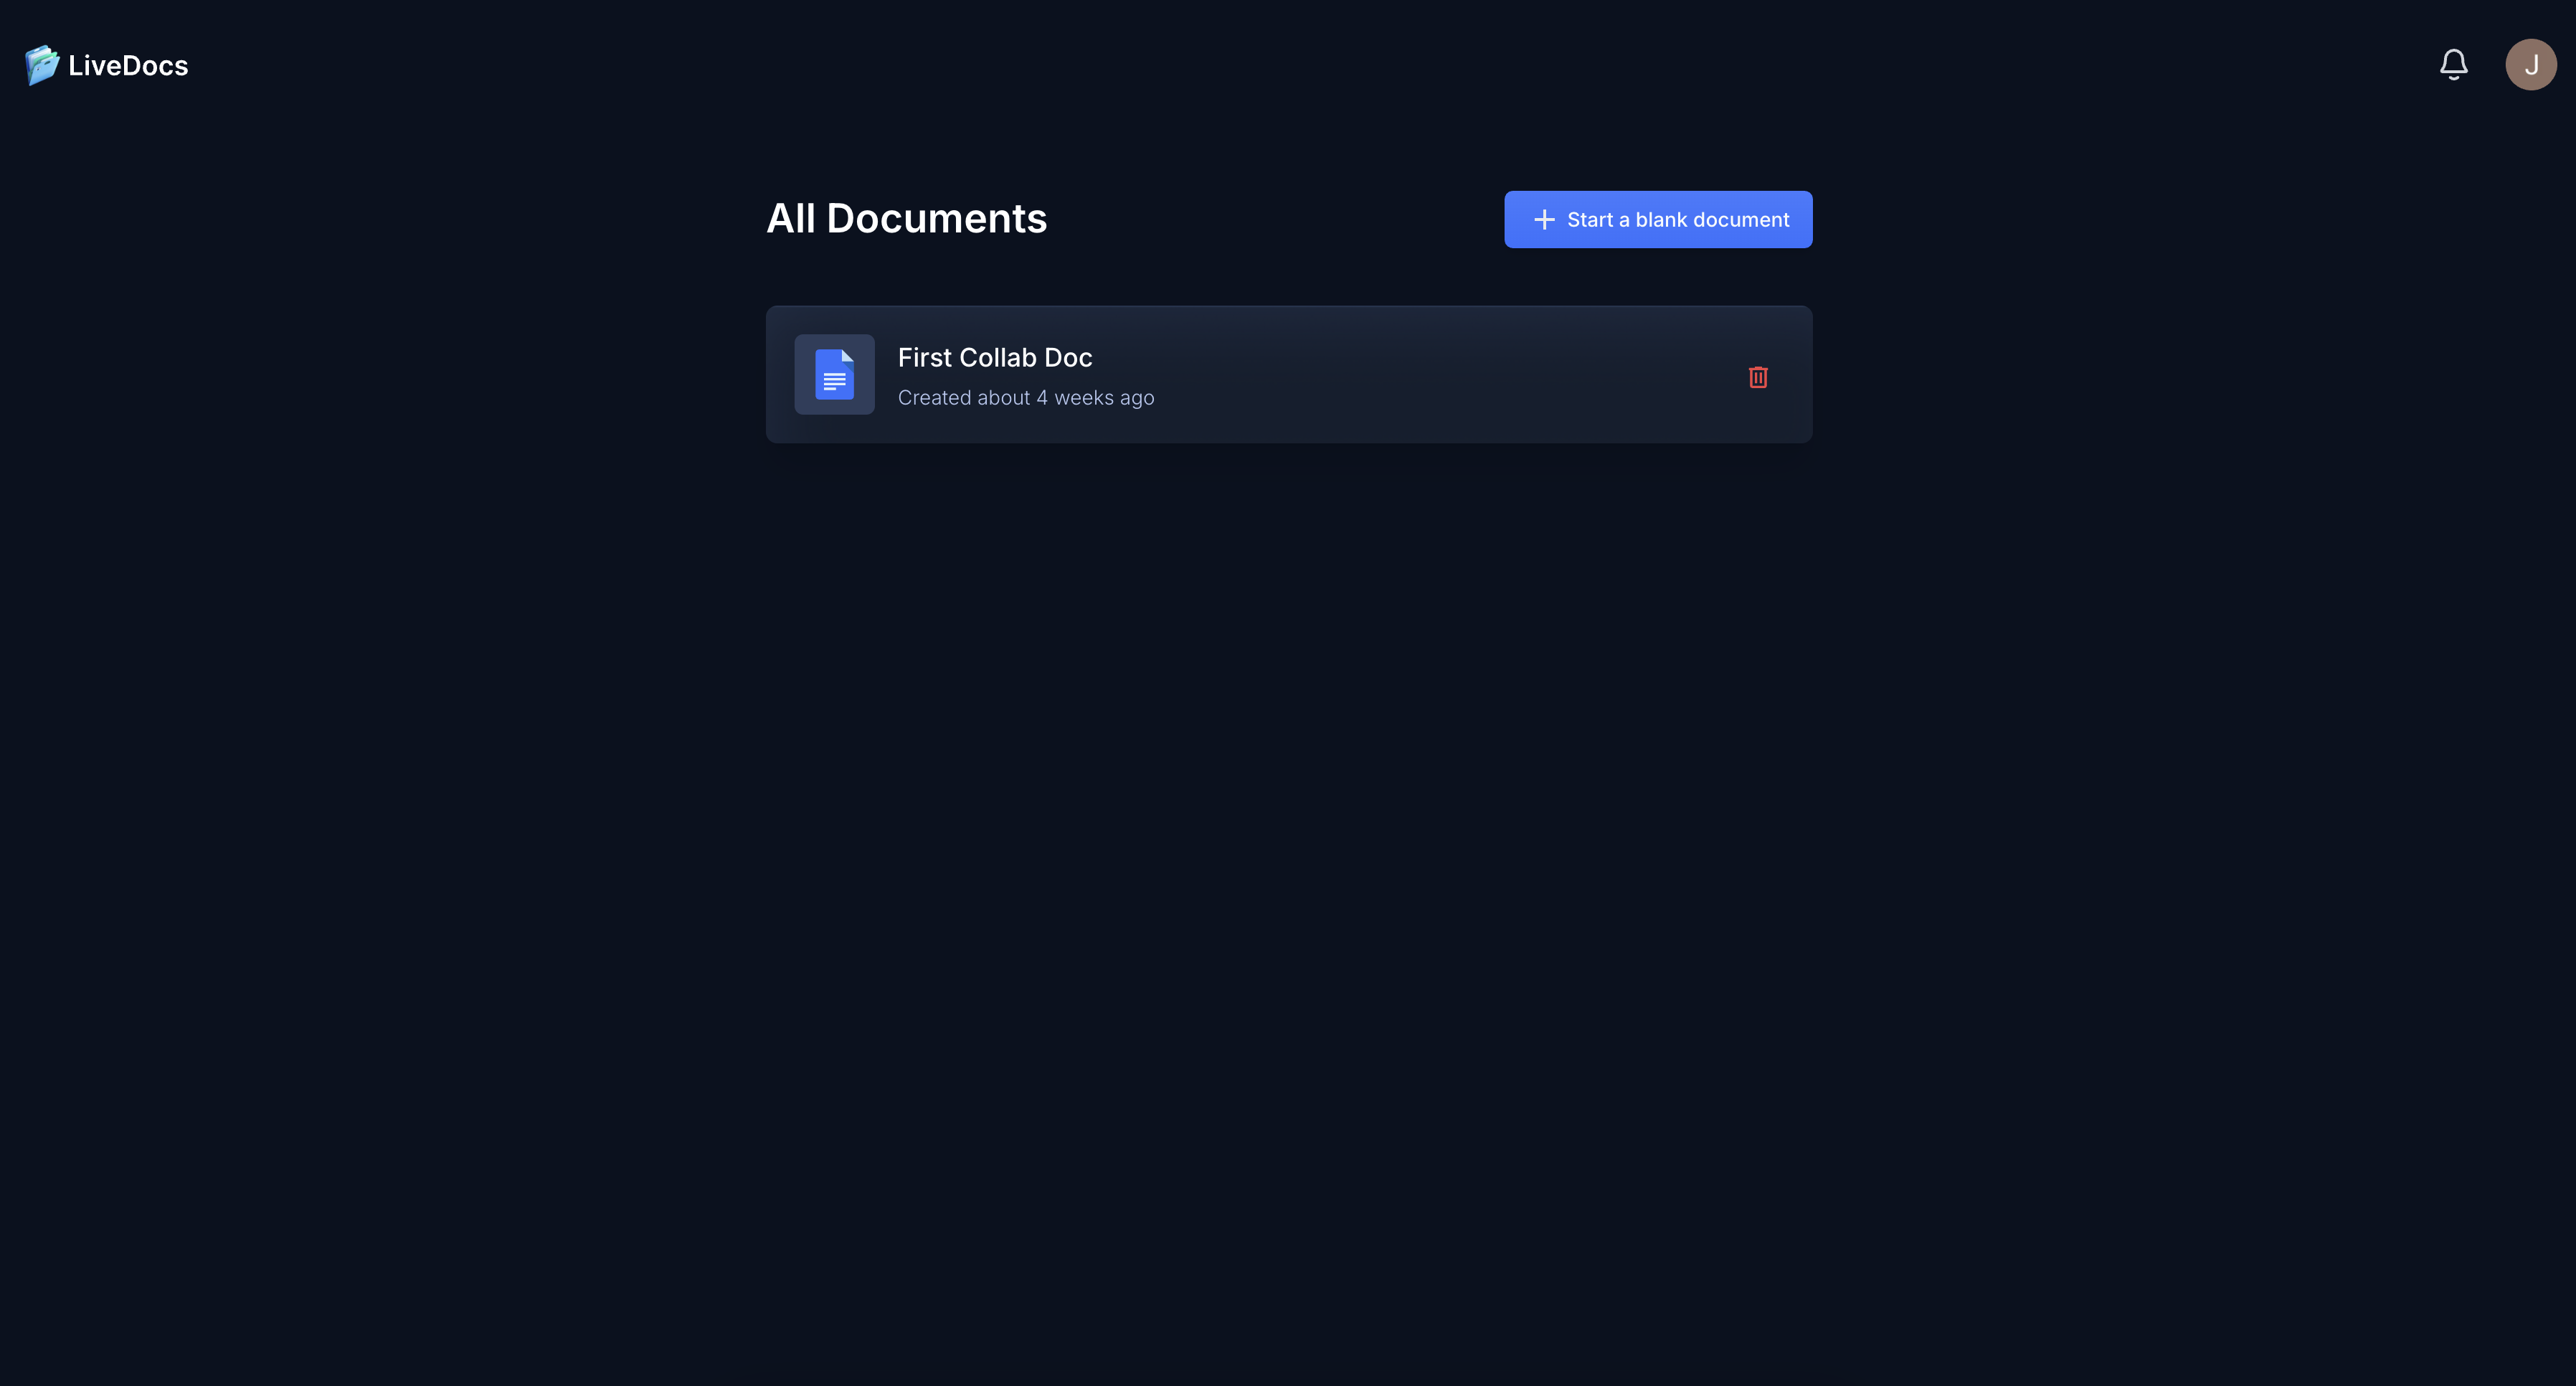 LiveDocs
J
All Documents
Start a blank document
First Collab Doc
Created about 4 weeks ago